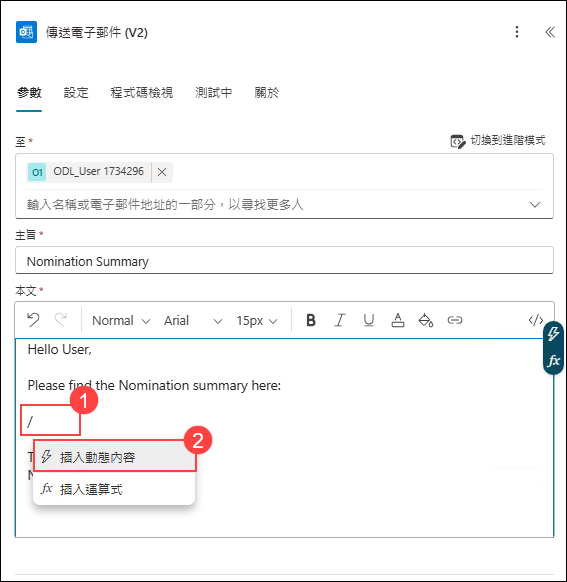 傳送電子郵件 (V2)
參數 設定 程式碼檢視 測試中 關於
至 * 切換到進階模式
O1 ODL_User 1734296
輸入名稱或電子郵件地址的一部分，以尋找更多人
主旨 *
Nomination Summary
本文 *
Normal Arial 15px B I U A </>
Hello User,
fx
Please find the Nomination summary here:
1
/
2
插入動態內容
fx 插入運算式